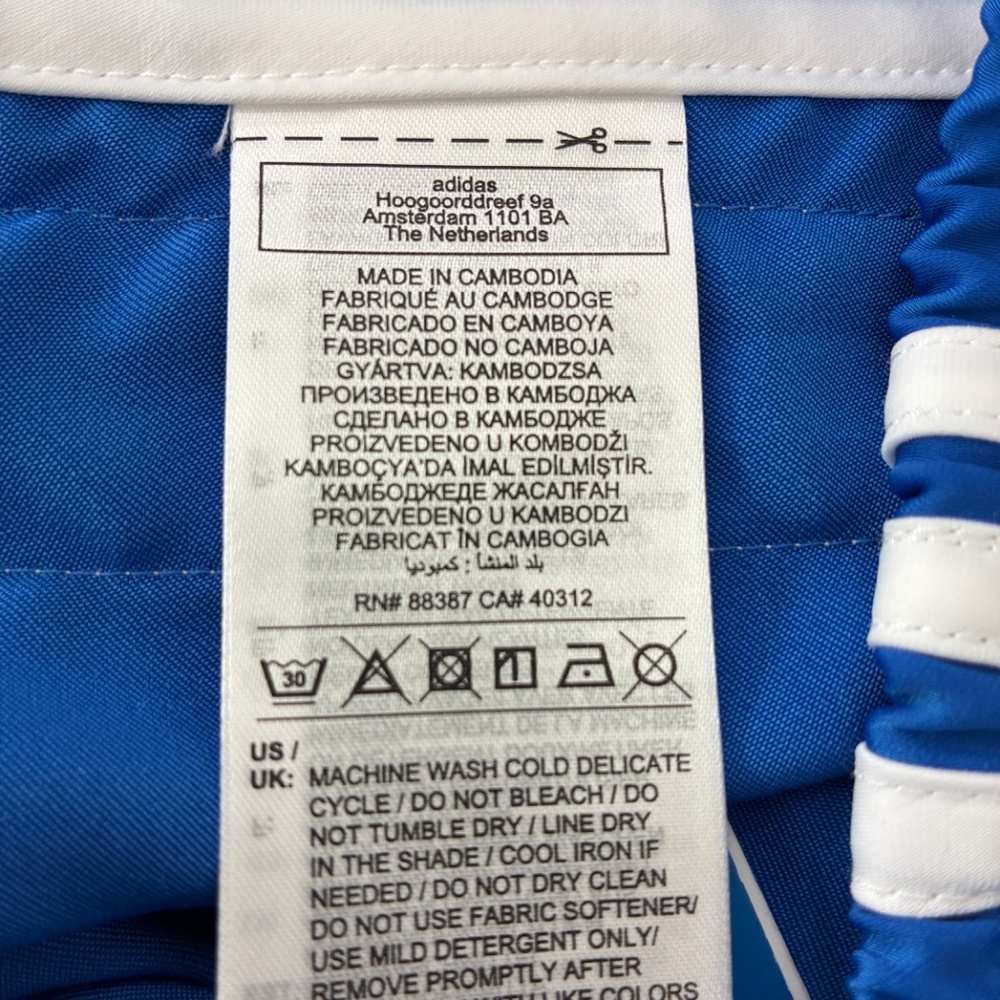 adidas
Hoogoorddreef 9a
Amsterdam 1101 BA
The Netherlands
MADE IN CAMBODIA
FABRIQUÉ AU CAMBODGE
FABRICADO EN CAMBOYA
FABRICADO NO CAMBOJA
GYÁRTVA: KAMBODZSA
ПРОИЗВЕДЕНО В КАМБОДЖА
СДЕЛАНО В КАМБОДЖЕ
PROIZVEDENO U KOMBODŽI
KAMBOÇYA'DA İMAL EDİLMİŞTİR.
КАМБОДЖЕДЕ ЖАСАЛҒАН
PROIZVEDENO U KAMBODZI
FABRICAT ÎN CAMBOGIA
بلد المنشأ : كمبوديا
RN# 88387 CA# 40312
30
US /
UK: MACHINE WASH COLD DELICATE
CYCLE / DO NOT BLEACH / DO
NOT TUMBLE DRY / LINE DRY
IN THE SHADE / COOL IRON IF
NEEDED / DO NOT DRY CLEAN
DO NOT USE FABRIC SOFTENER/
USE MILD DETERGENT ONLY/
REMOVE PROMPTLY AFTER
WITH LIKE COLORS